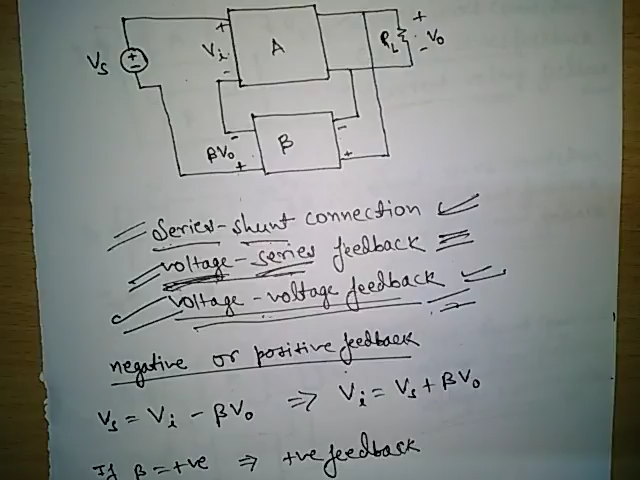 + A + Vo
Vs + - Vi - RL -
- -
βVo β
+ +
Series-shunt connection
voltage-series feedback
voltage-voltage feedback
negative or positive feedback
Vs = Vi - βVo ⇒ Vi = Vs + βVo
If β = +ve ⇒ +ve feedback